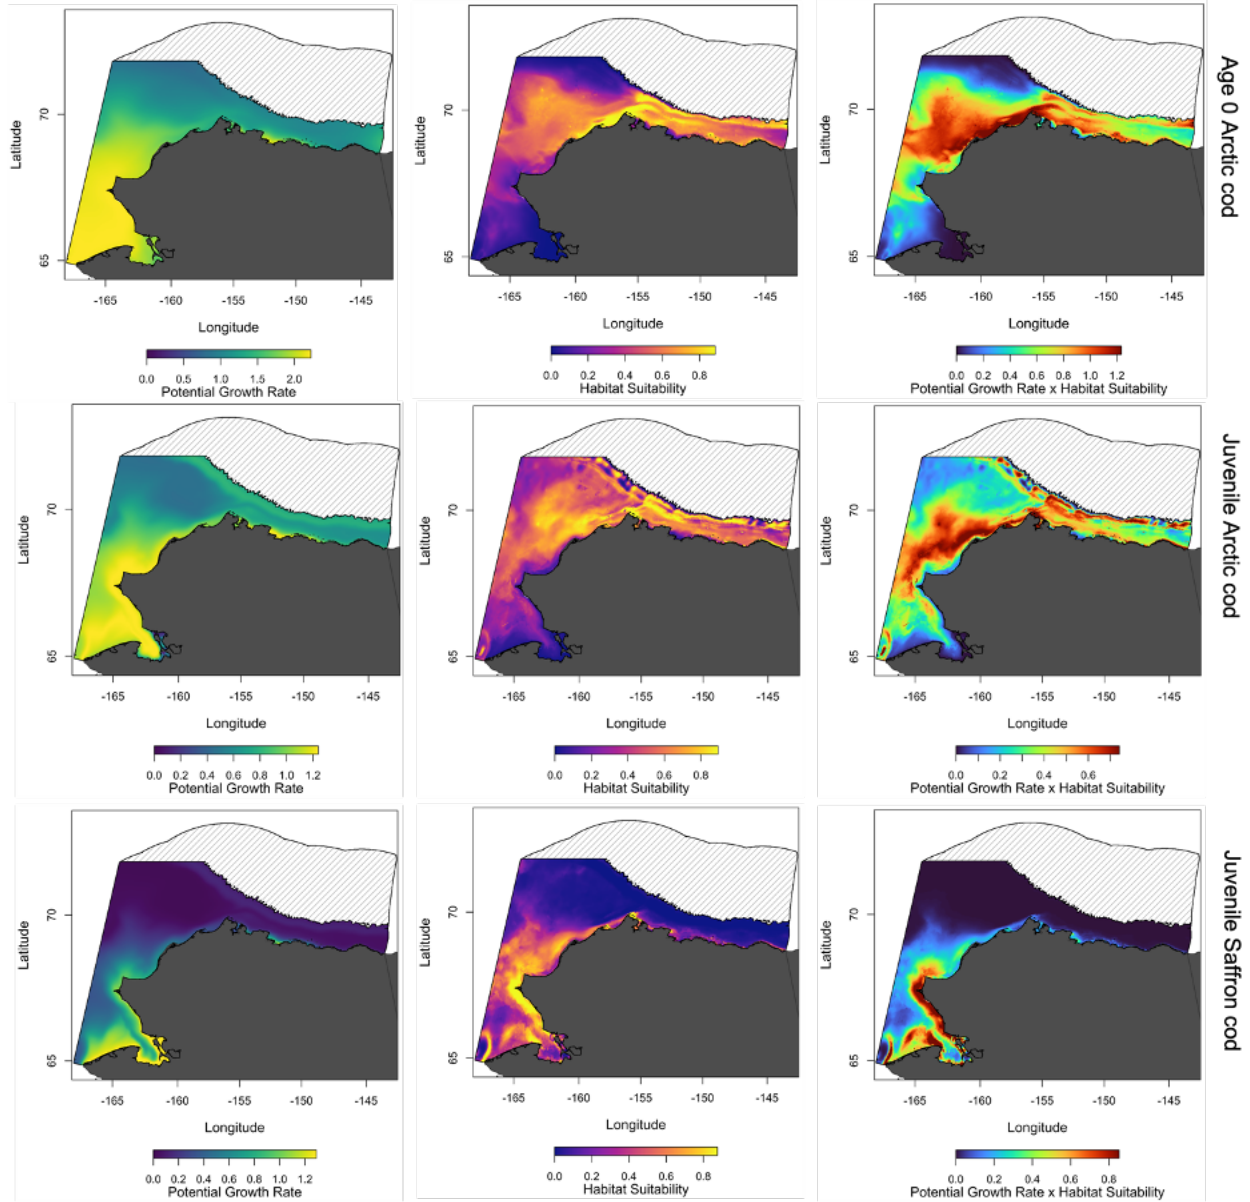 Latitude
70
65
-165 -160 -155 -150 -145
Longitude
0.0 0.5 1.0 1.5 2.0
Potential Growth Rate
Latitude
70
65
-165 -160 -155 -150 -145
Longitude
0.0 0.2 0.4 0.6 0.8
Habitat Suitability
Latitude
70
65
-165 -160 -155 -150 -145
Longitude
0.0 0.2 0.4 0.6 0.8 1.0
Potential Growth Rate x Habitat Suitability
Age 0 Arctic cod
Latitude
70
65
-165 -160 -155 -150 -145
Longitude
0.0 0.2 0.4 0.6 0.8 1.0 1.2
Potential Growth Rate
Latitude
70
65
-165 -160 -155 -150 -145
Longitude
0.0 0.2 0.4 0.6 0.8
Habitat Suitability
Latitude
70
65
-165 -160 -155 -150 -145
Longitude
0.0 0.4 0.6
Potential Growth Rate x Habitat Suitability
Juvenile Arctic cod
Latitude
70
65
-165 -160 -155 -150 -145
Longitude
0.0 0.2 0.4 0.6 0.8 1.0 1.2
Potential Growth Rate
Latitude
70
65
-165 -160 -155 -150 -145
Longitude
0.0 0.2 0.4 0.6 0.8
Habitat Suitability
Latitude
70
65
-165 -160 -155 -150 -145
Longitude
0.0 0.4 0.6 0.8
Potential Growth Rate x Habitat Suitability
Juvenile Saffron cod